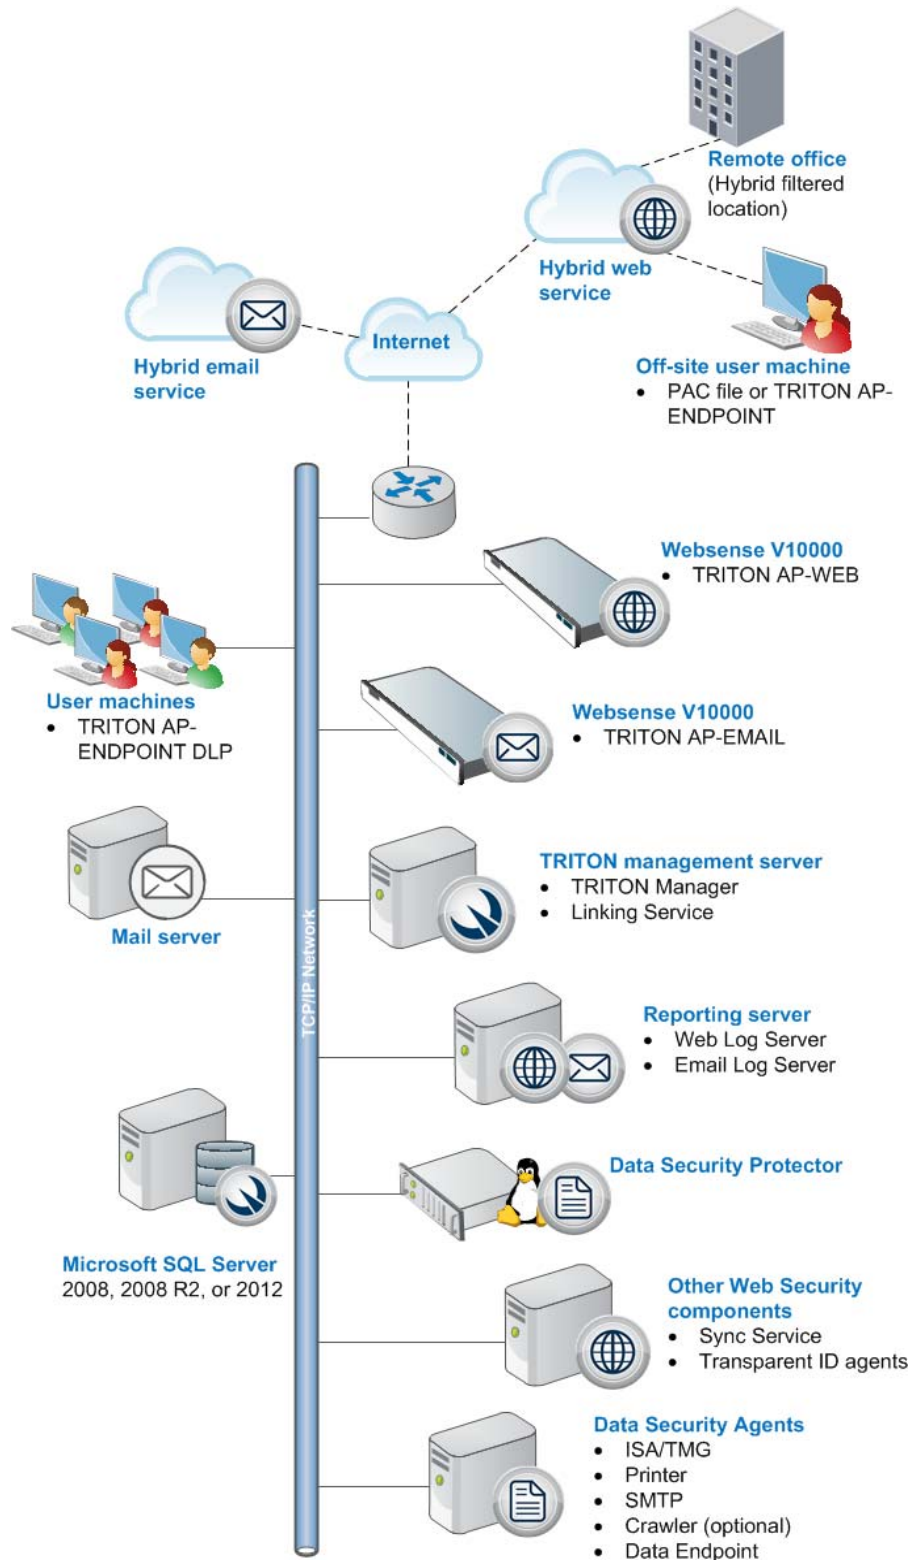 Remote office
(Hybrid filtered
location)
Hybrid web
service
Internet
Hybrid email
service
Off-site user machine
• PAC file or TRITON AP-
ENDPOINT
Websense V10000
• TRITON AP-WEB
User machines
• TRITON AP-
ENDPOINT DLP
Websense V10000
• TRITON AP-EMAIL
TRITON management server
• TRITON Manager
• Linking Service
Mail server
TCP/IP Network
Reporting server
• Web Log Server
• Email Log Server
Data Security Protector
Microsoft SQL Server
2008, 2008 R2, or 2012
Other Web Security
components
• Sync Service
• Transparent ID agents
Data Security Agents
• ISA/TMG
• Printer
• SMTP
• Crawler (optional)
• Data Endpoint